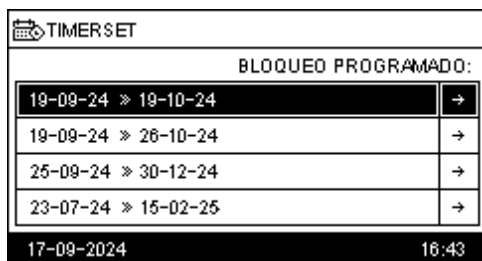 TIMERSET
BLOQUEO PROGRAMADO:
19-09-24 » 19-10-24 →
19-09-24 » 26-10-24 →
25-09-24 » 30-12-24 →
23-07-24 » 15-02-25 →
17-09-2024 16:43